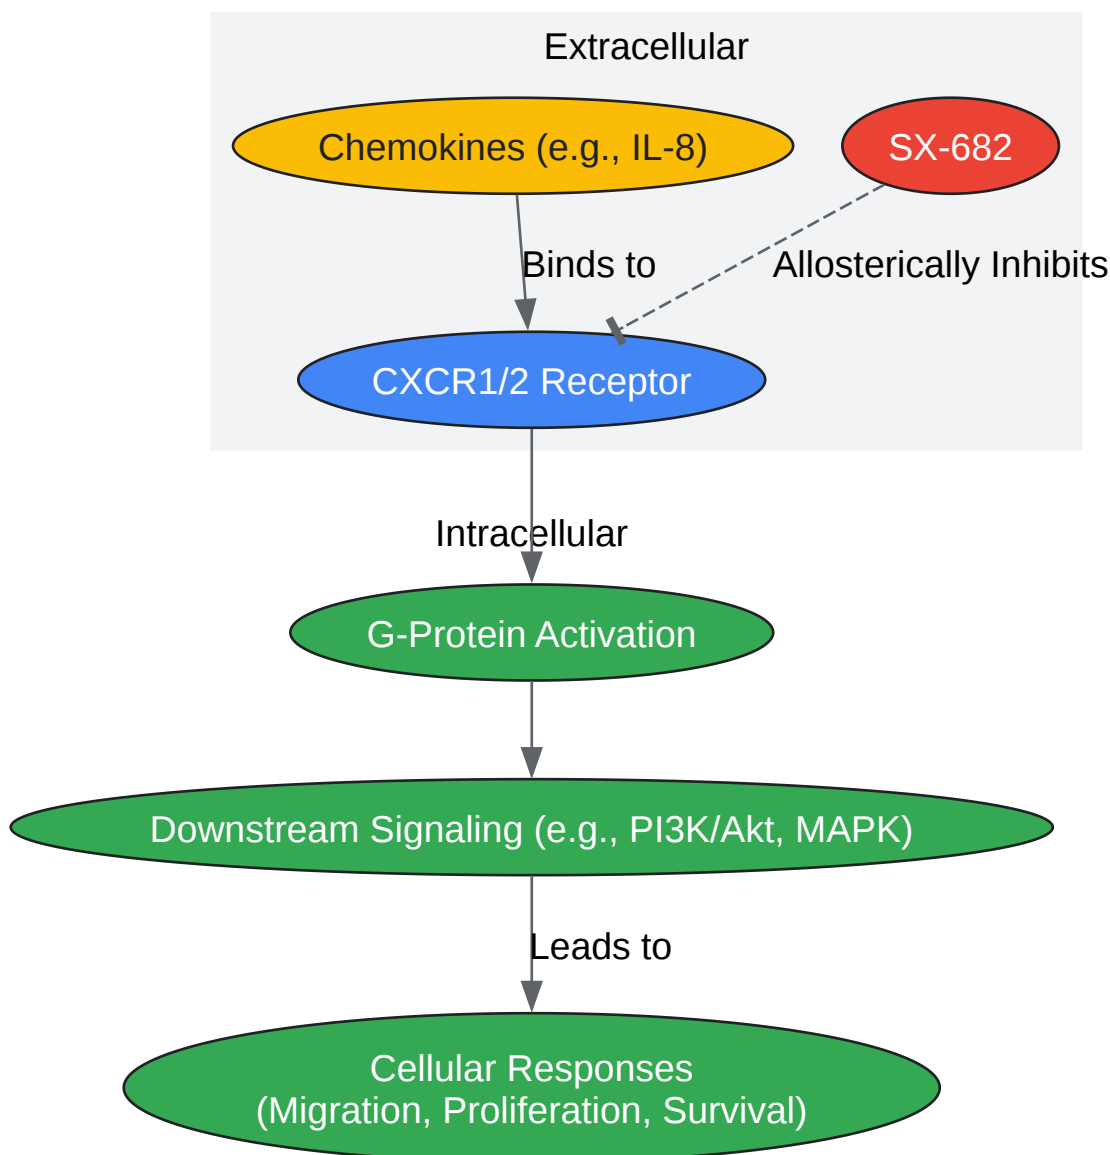 Extracellular
Chemokines (e.g., IL-8)
SX-682
Binds to
Allosterically Inhibits
CXCR1/2 Receptor
Intracellular
G-Protein Activation
Downstream Signaling (e.g., PI3K/Akt, MAPK)
Leads to
Cellular Responses
(Migration, Proliferation, Survival)